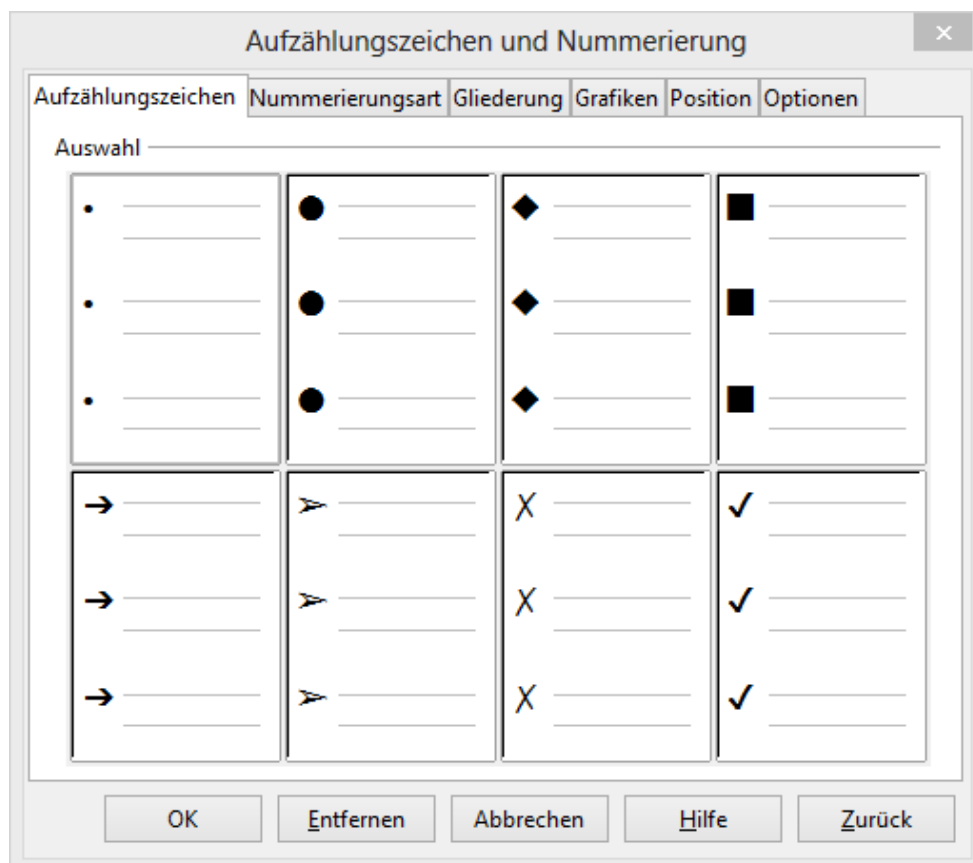 Aufzählungszeichen und Nummerierung
Aufzählungszeichen Nummerierungsart Gliederung Grafiken Position Optionen
Auswahl
OK Entfernen Abbrechen Hilfe Zurück